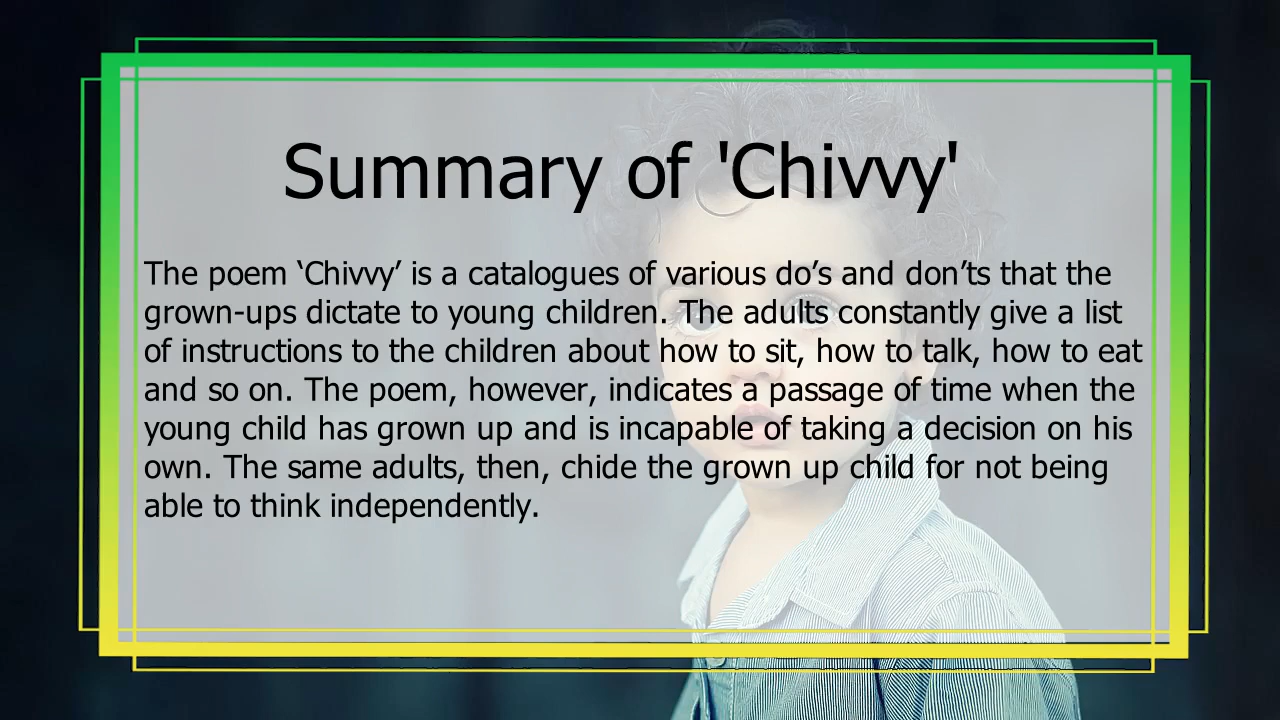 Summary of 'Chivvy'
The poem ‘Chivvy’ is a catalogues of various do’s and don’ts that the
grown-ups dictate to young children. The adults constantly give a list
of instructions to the children about how to sit, how to talk, how to eat
and so on. The poem, however, indicates a passage of time when the
young child has grown up and is incapable of taking a decision on his
own. The same adults, then, chide the grown up child for not being
able to think independently.